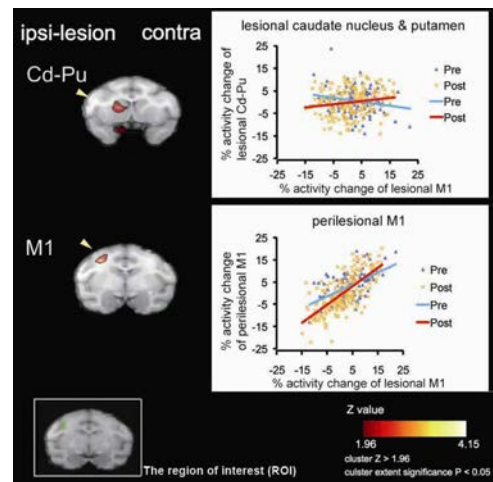 ipsi-lesion contra
Cd-Pu
lesional caudate nucleus & putamen
% activity change of
lesional Cd-Pu
25
15
5
-5
-15
-25
-25 -15 -5 5 15 25
% activity change of lesional M1
Pre
Post
Pre
Post
M1
perilesional M1
% activity change
of perilesional M1
25
15
5
-5
-15
-25
-25 -15 -5 5 15 25
% activity change of lesional M1
Pre
Post
Pre
Post
The region of interest (ROI)
Z value
1.96 4.15
cluster Z > 1.96
culster extent significance P < 0.05